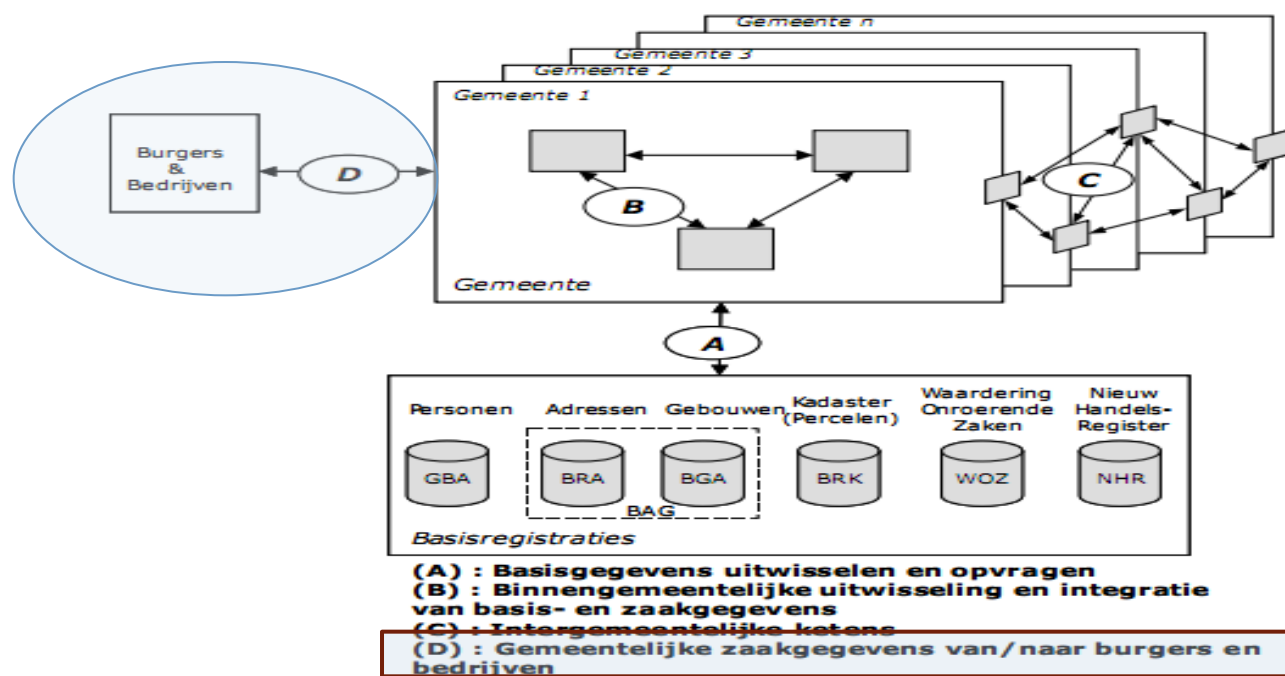 Gemeente n
Gemeente 3
Gemeente 2
Gemeente 1
Burgers
&
Bedrijven
D
B
C
Gemeente
A
Personen
Adressen
Gebouwen
Kadaster
(Percelen)
Waardering
Onroerende
Zaken
Nieuw
Handels-
Register
GBA
BRA
BGA
BRK
WOZ
NHR
BAG
Basisregistraties
(A) : Basisgegevens uitwisselen en opvragen
(B) : Binnengemeentelijke uitwisseling en integratie
van basis- en zaakgegevens
(C) : Intergemeentelijke ketens
(D) : Gemeentelijke zaakgegevens van/naar burgers en
bedrijven